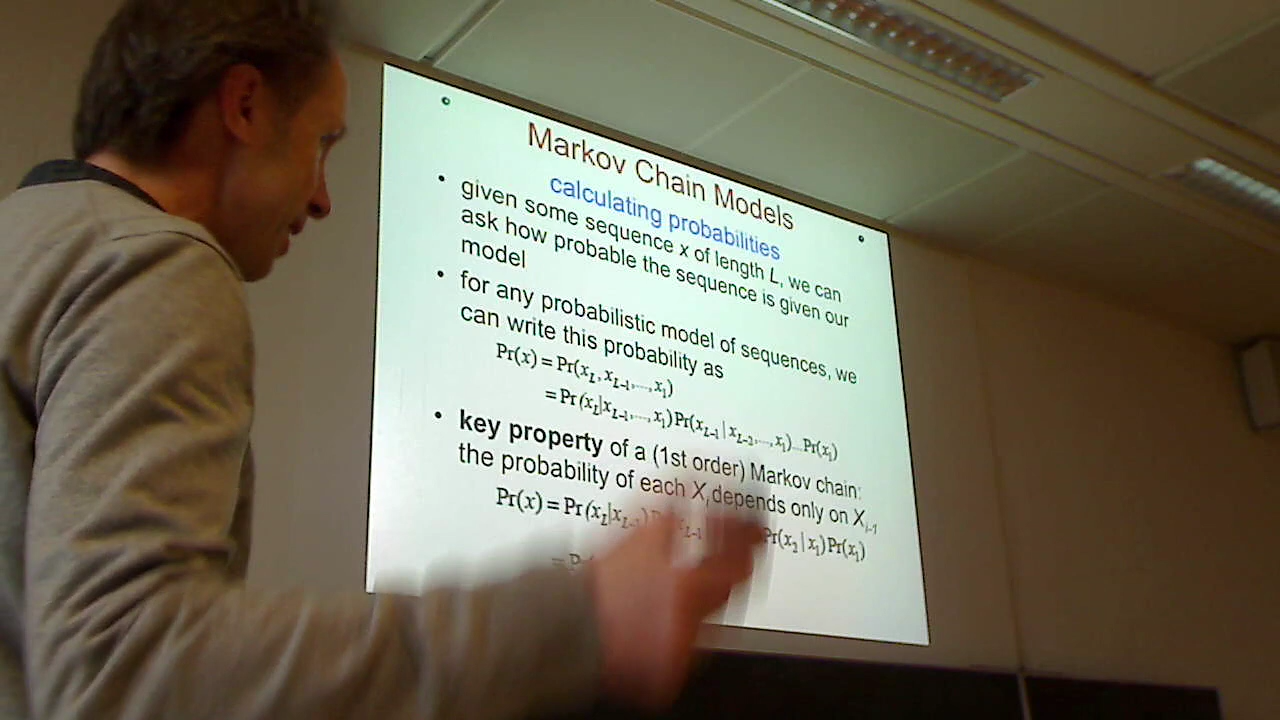 Markov Chain Models
calculating probabilities
• given some sequence x of length L, we can
ask how probable the sequence is given our
model
• for any probabilistic model of sequences, we
can write this probability as
Pr(x) = Pr(x_L, x_{L-1}, ..., x_1)
= Pr(x_L | x_{L-1}, ..., x_1) Pr(x_{L-1} | x_{L-2}, ..., x_1) ... Pr(x_1)
• key property of a (1st order) Markov chain:
the probability of each X_i depends only on X_{i-1}
Pr(x) = Pr(x_L | x_{L-1}) Pr(x_2 | x_1) Pr(x_1)
=